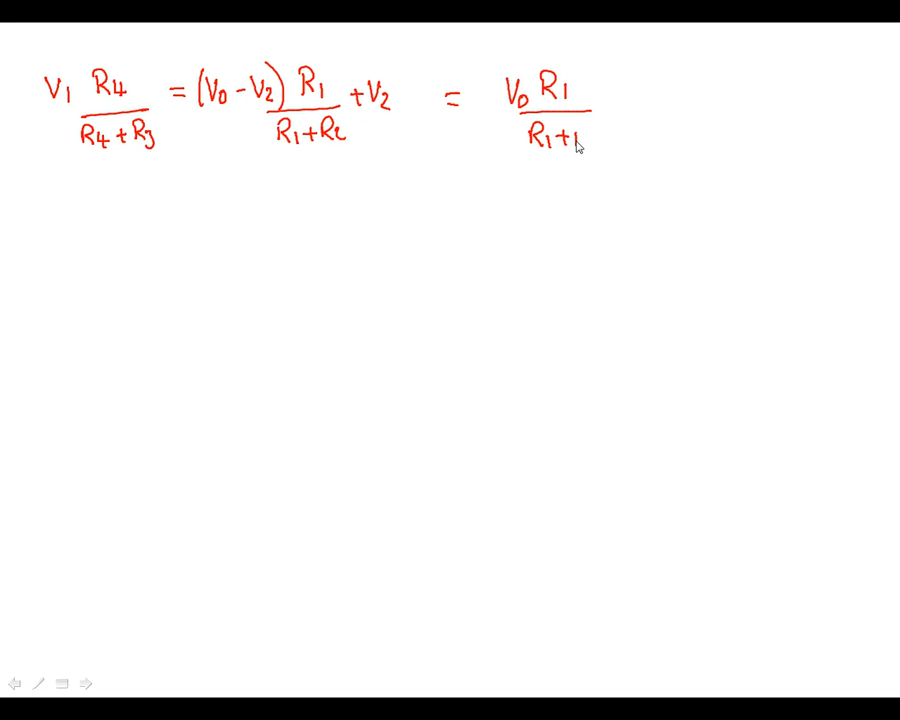 V1 R4/(R4+R3) = (V0-V2) R1/(R1+R2) + V2 = V0 R1/(R1+